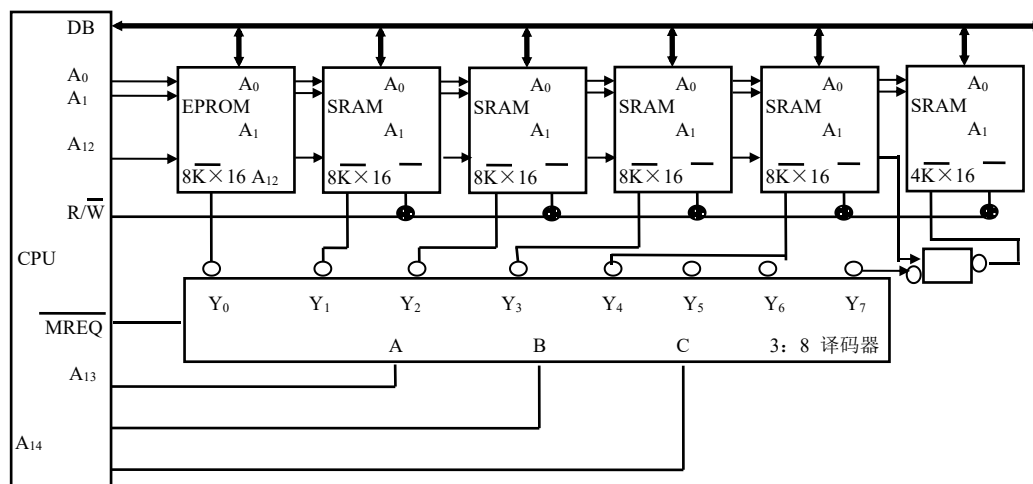 DB
A₀
A₁
A₁₂
R/W̅
CPU
M̅R̅E̅Q̅
A₁₃
A₁₄
A₀
EPROM
A₁
8K×16 A₁₂
A₀
SRAM
A₁
8K×16
A₀
SRAM
A₁
8K×16
A₀
SRAM
A₁
8K×16
A₀
SRAM
A₁
8K×16
A₀
SRAM
A₁
4K×16
Y₀ Y₁ Y₂ Y₃ Y₄ Y₅ Y₆ Y₇
A B C 3：8 译码器